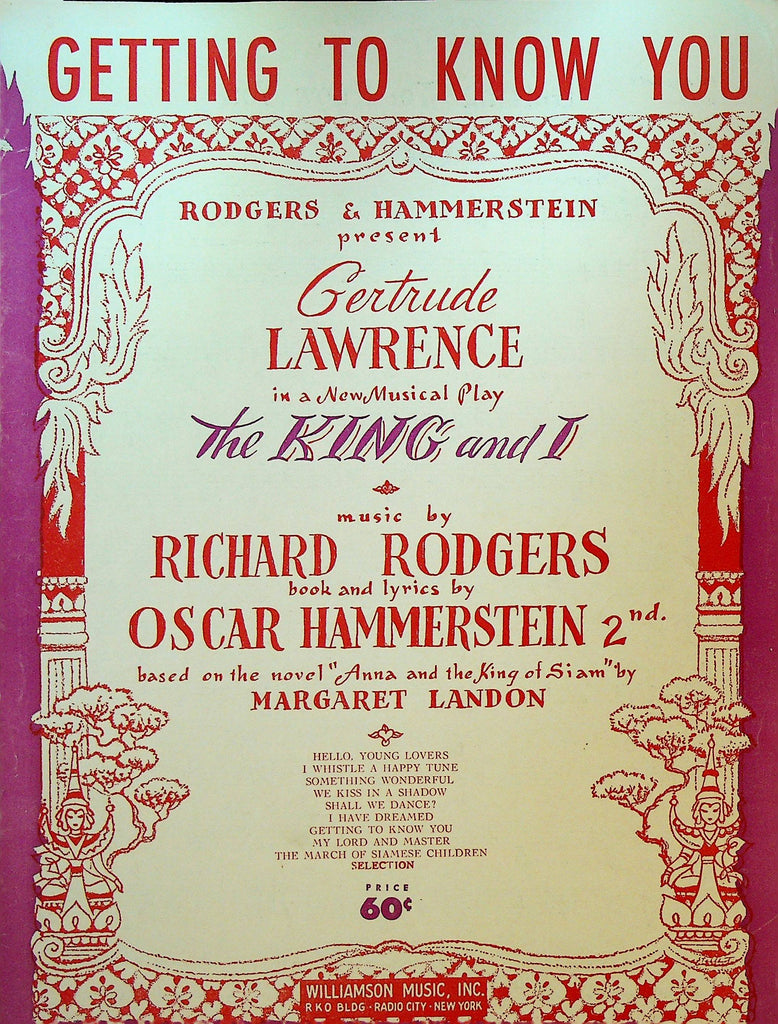 GETTING TO KNOW YOU
RODGERS & HAMMERSTEIN
present
Gertrude
LAWRENCE
in a New Musical Play
The KING and I
music by
RICHARD RODGERS
book and lyrics by
OSCAR HAMMERSTEIN 2nd.
based on the novel "Anna and the King of Siam" by
MARGARET LANDON
HELLO, YOUNG LOVERS
I WHISTLE A HAPPY TUNE
SOMETHING WONDERFUL
WE KISS IN A SHADOW
SHALL WE DANCE?
I HAVE DREAMED
GETTING TO KNOW YOU
MY LORD AND MASTER
THE MARCH OF SIAMESE CHILDREN
SELECTION
PRICE
60¢
WILLIAMSON MUSIC, INC.
RKO BLDG · RADIO CITY · NEW YORK